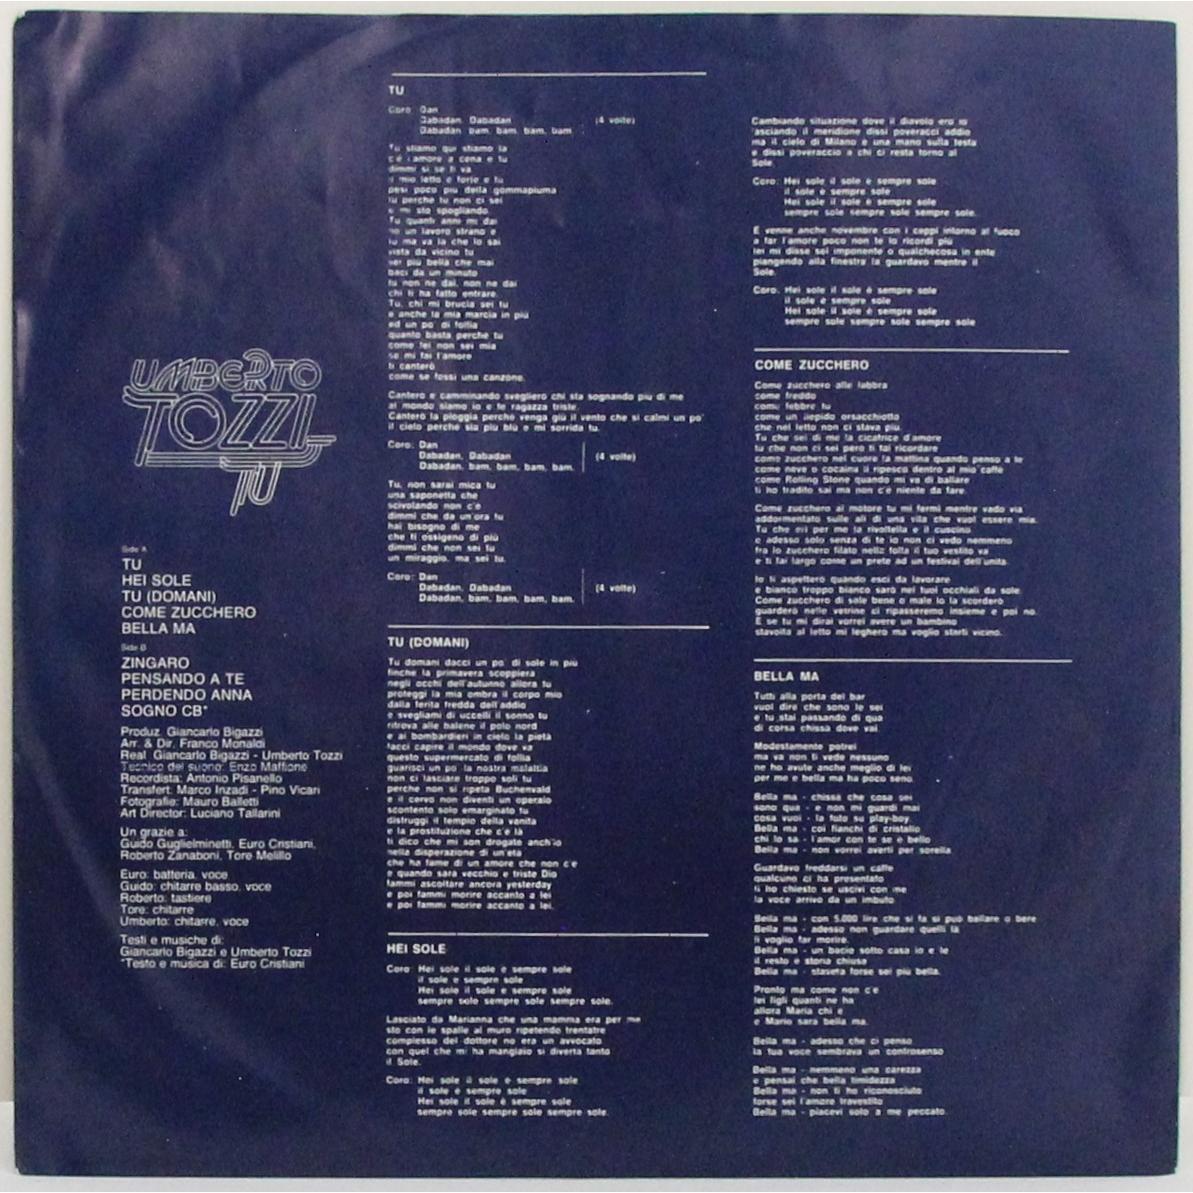 UMBERTO
TOZZI
TU
Side A
TU
HEI SOLE
TU (DOMANI)
COME ZUCCHERO
BELLA MA
Side B
ZINGARO
PENSANDO A TE
PERDENDO ANNA
SOGNO CB*
Produz. Giancarlo Bigazzi
Arr. & Dir. Franco Monaldi
Real. Giancarlo Bigazzi - Umberto Tozzi
Tecnico del suono: Enzo Maffione
Recordista: Antonio Pisanello
Transfert: Marco Inzadi - Pino Vicari
Fotografie: Mauro Balletti
Art Director: Luciano Tallarini
Un grazie a:
Guido Guglielminetti, Euro Cristiani,
Roberto Zanaboni, Tore Melillo
Euro: batteria, voce
Guido: chitarre basso, voce
Roberto: tastiere
Tore: chitarre
Umberto: chitarre, voce
Testi e musiche di:
Giancarlo Bigazzi e Umberto Tozzi
*Testo e musica di: Euro Cristiani
TU
Coro: Dan
Dabadan, Dabadan (4 volte)
Dabadan, bam, bam, bam, bam
Tu stiamo qui stiamo la
c'è l'amore a cena e tu
dimmi si se ti va
il mio letto è forte e tu
pesi poco più della gommapiuma
tu perché tu non ci sei
e mi sto spogliando.
Tu quanti anni mi dai
ho un lavoro strano e
tu ma va là che lo sai
vista da vicino tu
sei più bella che mai
baci da un minuto
tu non ne dai, non ne dai
chi ti ha fatto entrare.
Tu, chi mi brucia sei tu
e anche la mia marcia in più
ed un po' di follia
quanto basta perché tu
come lei non sei mia
se mi fai l'amore
ti canterò
come se fossi una canzone.
Canterò e camminando sveglierò chi sta sognando più di me
al mondo siamo io e te ragazza triste.
Canterò la pioggia perché venga giù il vento che si calmi un po'
il cielo perché sia più blu e mi sorrida tu.
Coro: Dan
Dabadan, Dabadan (4 volte)
Dabadan, bam, bam, bam, bam.
Tu, non sarai mica tu
una saponetta che
scivolando non c'è
dimmi che da un'ora tu
hai bisogno di me
che ti ossigeno di più
dimmi che non sei tu
un miraggio, ma sei tu.
Coro: Dan
Dabadan, Dabadan (4 volte)
Dabadan, bam, bam, bam, bam.
TU (DOMANI)
Tu domani dacci un po' di sole in più
finché la primavera scoppierà
negli occhi dell'autunno allora tu
proteggi la mia ombra il corpo mio
dalla ferita fredda dell'addio
e svegliami di uccelli il sonno tu
ritrova alle balene il polo nord
e ai bombardieri in cielo la pietà
facci capire il mondo dove va
questo supermercato di follia
guarisci un po' la nostra malattia
non ci lasciare troppo soli tu
perché non si ripeta Buchenwald
e il cervo non diventi un operaio
scontento solo emarginato tu
distruggi il tempio della vanità
e la prostituzione che c'è là
ti dico che mi son drogato anch'io
nella disperazione di un'età
che ha fame di un amore che non c'è
e quando sarà vecchio e triste Dio
fammi ascoltare ancora yesterday
e poi fammi morire accanto a lei
e poi fammi morire accanto a lei.
HEI SOLE
Coro: Hei sole il sole è sempre sole
il sole è sempre sole
Hei sole il sole è sempre sole
sempre sole sempre sole sempre sole.
Lasciato da Marianna che una mamma era per me
sto con le spalle al muro ripetendo trentatre
complesso del dottore no era un avvocato
con quel che mi ha mangiato si diverta tanto
il Sole.
Coro: Hei sole il sole è sempre sole
il sole è sempre sole
Hei sole il sole è sempre sole
sempre sole sempre sole sempre sole.
Cambiando situazione dove il diavolo ero io
lasciando il meridione dissi poveracci addio
ma il cielo di Milano è una mano sulla testa
e dissi poveraccio a chi ci resta torno al
Sole.
Coro: Hei sole il sole è sempre sole
il sole è sempre sole
Hei sole il sole è sempre sole
sempre sole sempre sole sempre sole.
E venne anche novembre con i ceppi intorno al fuoco
a far l'amore poco non te lo ricordi più
lei mi disse sei imponente o qualchecosa in ente
piangendo alla finestra la guardavo mentre il
Sole.
Coro: Hei sole il sole è sempre sole
il sole è sempre sole
Hei sole il sole è sempre sole
sempre sole sempre sole sempre sole
COME ZUCCHERO
Come zucchero alle labbra
come freddo
come febbre tu
come un tiepido orsacchiotto
che nel letto non ci stava più.
Tu che sei di me la cicatrice d'amore
tu che non ci sei però ti fai ricordare
come zucchero nel cuore la mattina quando penso a te
come neve o cocaina il ripesco dentro al mio caffè
come Rolling Stone quando mi va di ballare
ti ho tradito sai ma non c'è niente da fare.
Come zucchero al motore tu mi fermi mentre vado via
addormentato sulle ali di una vita che vuol essere mia.
Tu che eri per me la rivoltella e il cuscino
e adesso solo senza di te io non ci vedo nemmeno
fra lo zucchero filato nella folla il tuo vestito va
e ti fai largo come un prete ad un festival dell'unità.
Io ti aspetterò quando esci da lavorare
e bianco troppo bianco sarò nei tuoi occhiali da sole
Come zucchero di sale bene o male lo la scorderò
guarderò nelle vetrine ci ripasseremo insieme e poi no.
E se tu mi dirai vorrei avere un bambino
stavolta al letto mi legherò ma voglio starti vicino.
BELLA MA
Tutti alla porta del bar
vuol dire che sono le sei
e tu stai passando di qua
di corsa chissà dove vai.
Modestamente potrei
ma va non ti vede nessuno
ne ho avute anche meglio di lei
per me è bella ma ha poco seno.
Bella ma - chissà che cosa sei
sono qua - e non mi guardi mai
cosa vuoi - la foto su play-boy
Bella ma - coi fianchi di cristallo
chi lo sa - l'amor con te se è bello
Bella ma - non vorrei averti per sorella
Guardavo freddarsi un caffè
qualcuno ci ha presentato
ti ho chiesto se uscivi con me
la voce arrivò da un imbuto
Bella ma - con 5.000 lire che si fa si può ballare o bere
Bella ma - adesso non guardare quelli là
ti voglio far morire.
Bella ma - un bacio sotto casa io e te
il resto è storia chiusa
Bella ma - stasera forse sei più bella.
Pronto ma come non c'è
lei figli quanti ne ha
allora Maria chi è
e Mario sarà bella ma.
Bella ma - adesso che ci penso
la tua voce sembrava un controsenso
Bella ma - nemmeno una carezza
e pensai che bella timidezza
Bella ma - non ti ho riconosciuto
forse sei l'amore travestito
Bella ma - piacevi solo a me peccato.